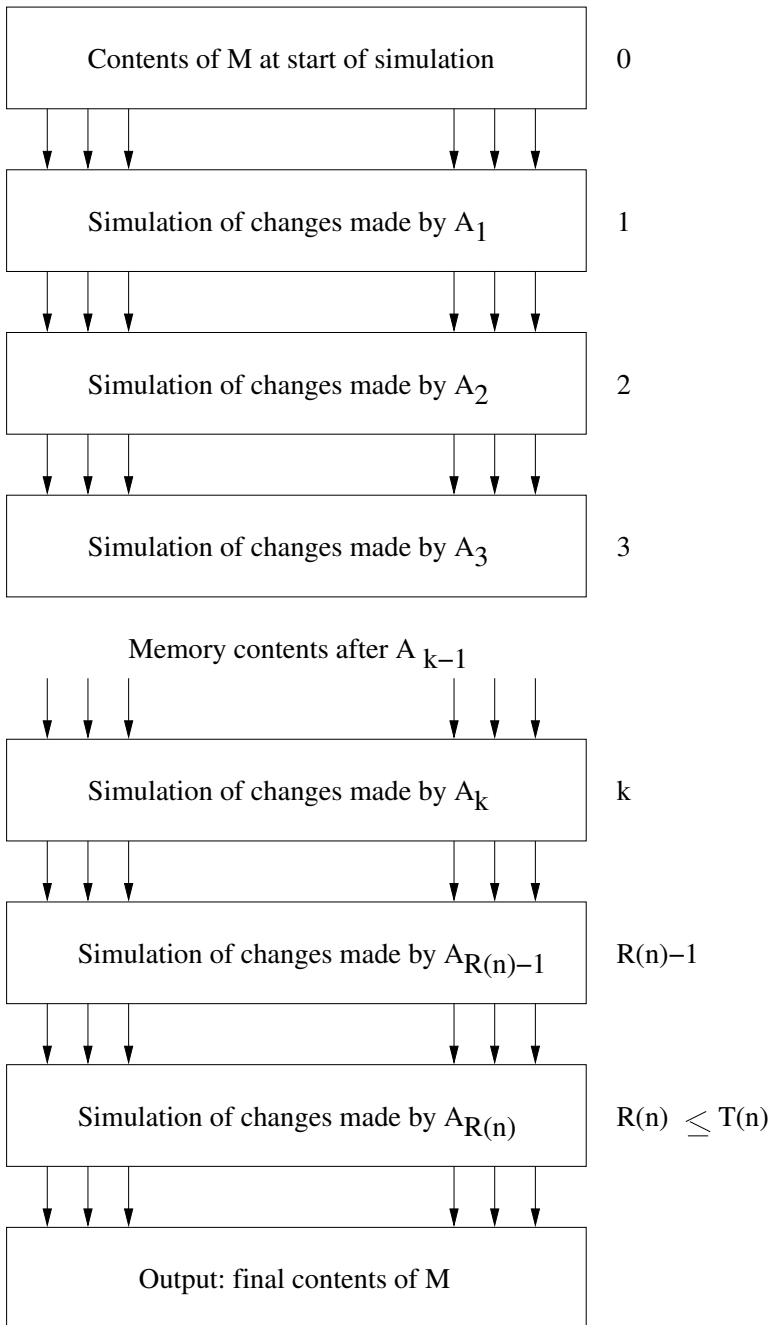 Contents of M at start of simulation 0
Simulation of changes made by A1 1
Simulation of changes made by A2 2
Simulation of changes made by A3 3
Memory contents after A k−1
Simulation of changes made by Ak k
Simulation of changes made by AR(n)−1 R(n)−1
Simulation of changes made by AR(n) R(n) ≤ T(n)
Output: final contents of M